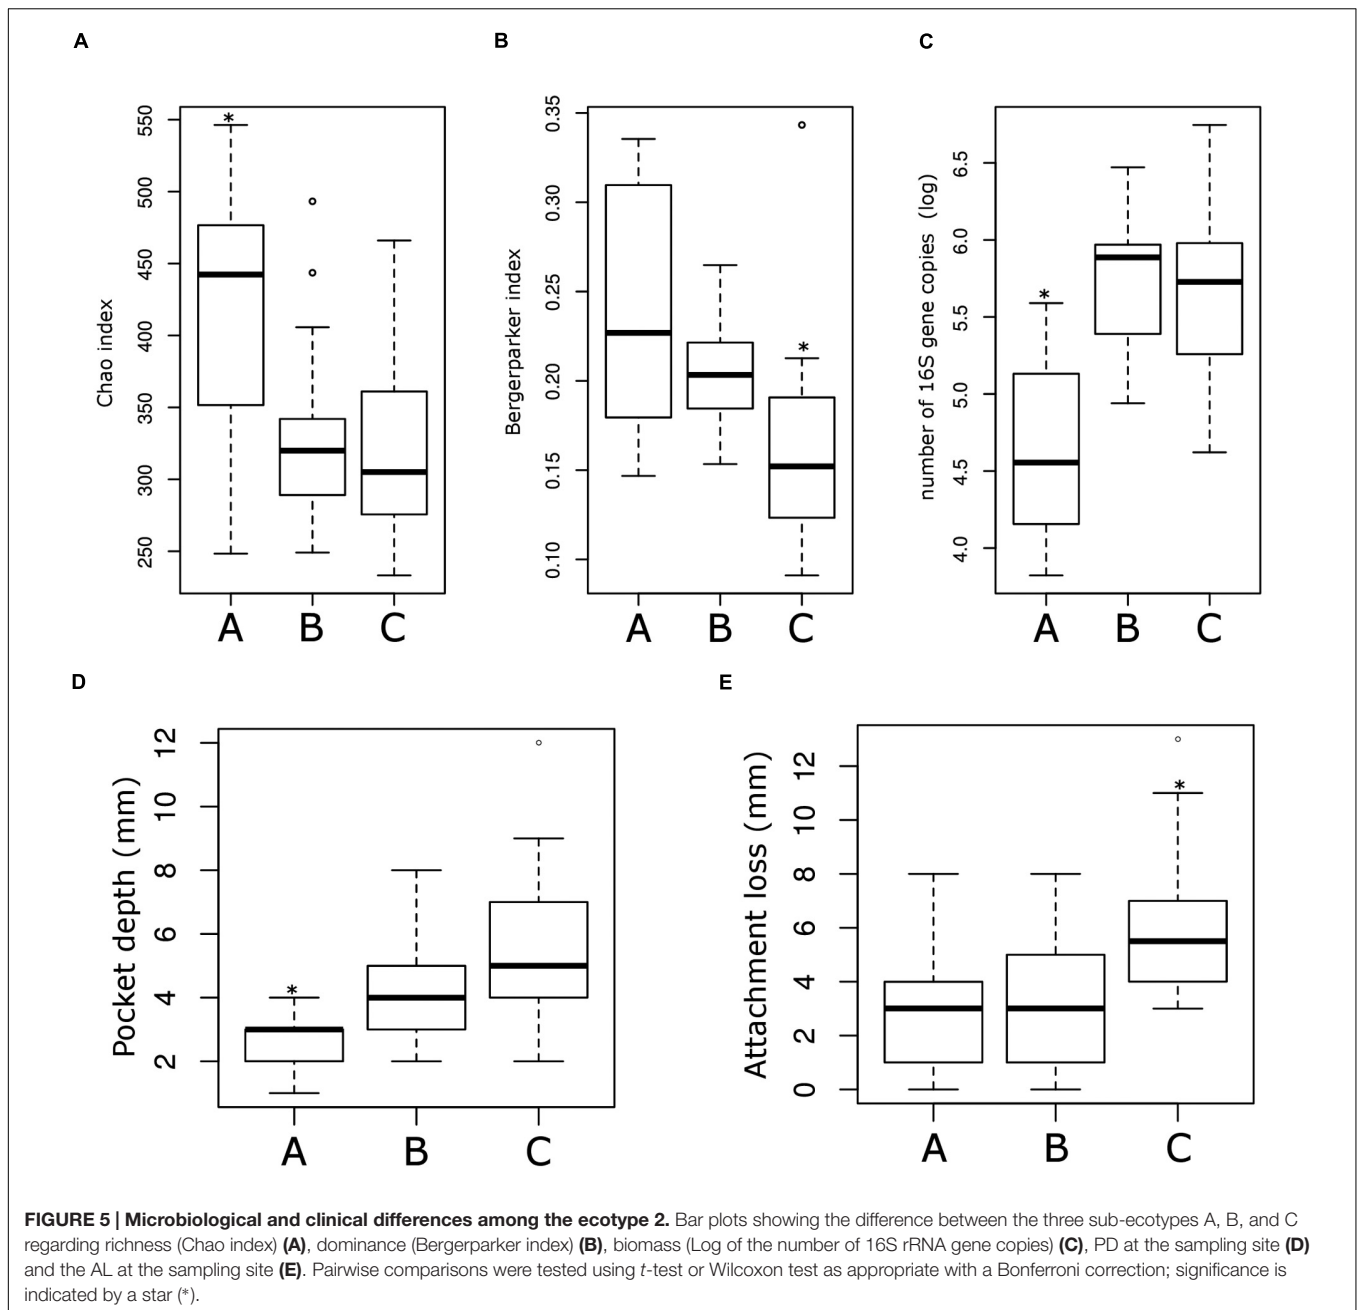 A
B
C
Chao index
550
500
450
400
350
300
250
*
A B C
Bergerparker index
0.35
0.30
0.25
0.20
0.15
0.10
*
A B C
number of 16S gene copies (log)
6.5
6.0
5.5
5.0
4.5
4.0
*
A B C
D
E
Pocket depth (mm)
12
10
8
6
4
2
*
A B C
Attachment loss (mm)
12
10
8
6
4
2
0
*
A B C
FIGURE 5 | Microbiological and clinical differences among the ecotype 2. Bar plots showing the difference between the three sub-ecotypes A, B, and C
regarding richness (Chao index) (A), dominance (Bergerparker index) (B), biomass (Log of the number of 16S rRNA gene copies) (C), PD at the sampling site (D)
and the AL at the sampling site (E). Pairwise comparisons were tested using t-test or Wilcoxon test as appropriate with a Bonferroni correction; significance is
indicated by a star (*).